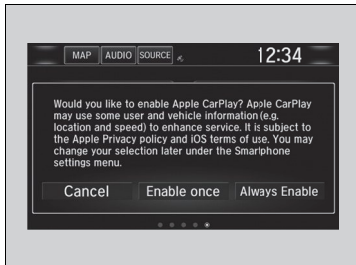 MAP AUDIO SOURCE 12:34
Would you like to enable Apple CarPlay? Apple CarPlay
may use some user and vehicle information (e.g.
location and speed) to enhance service. It is subject to
the Apple Privacy policy and iOS terms of use. You may
change your selection later under the Smartphone
settings menu.
Cancel Enable once Always Enable